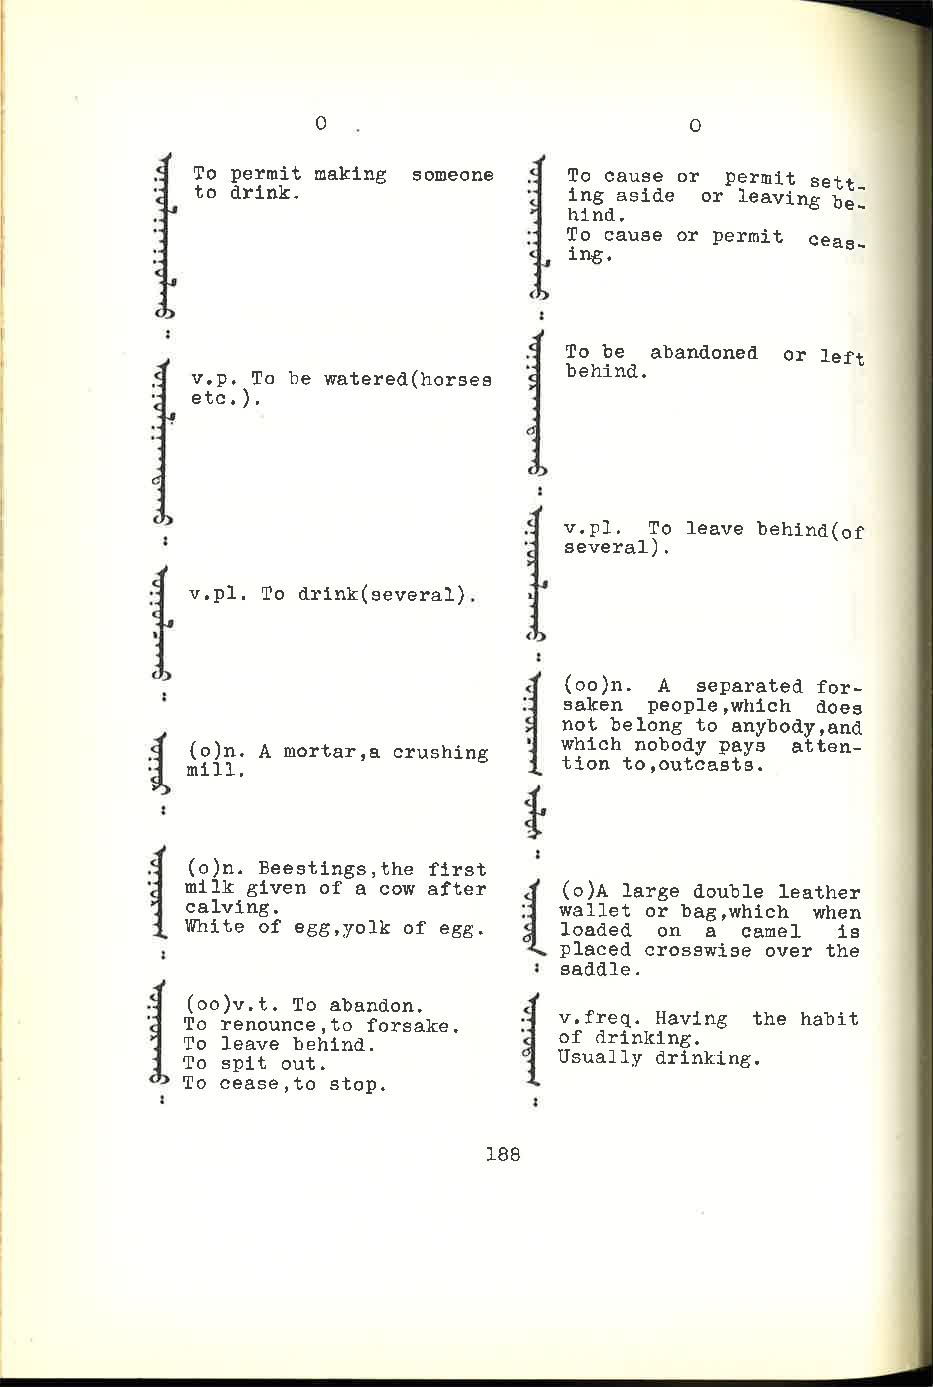 O
To permit making someone
to drink.
v.p. To be watered(horses
etc.).
v.pl. To drink(several).
(o)n. A mortar,a crushing
mill.
(o)n. Beestings,the first
milk given of a cow after
calving.
White of egg,yolk of egg.
(oo)v.t. To abandon.
To renounce,to forsake.
To leave behind.
To spit out.
To cease,to stop.
O
To cause or permit sett-
ing aside or leaving be-
hind.
To cause or permit ceas-
ing.
To be abandoned or left
behind.
v.pl. To leave behind(of
several).
(oo)n. A separated for-
saken people,which does
not belong to anybody,and
which nobody pays atten-
tion to,outcasts.
(o)A large double leather
wallet or bag,which when
loaded on a camel is
placed crosswise over the
saddle.
v.freq. Having the habit
of drinking.
Usually drinking.
188